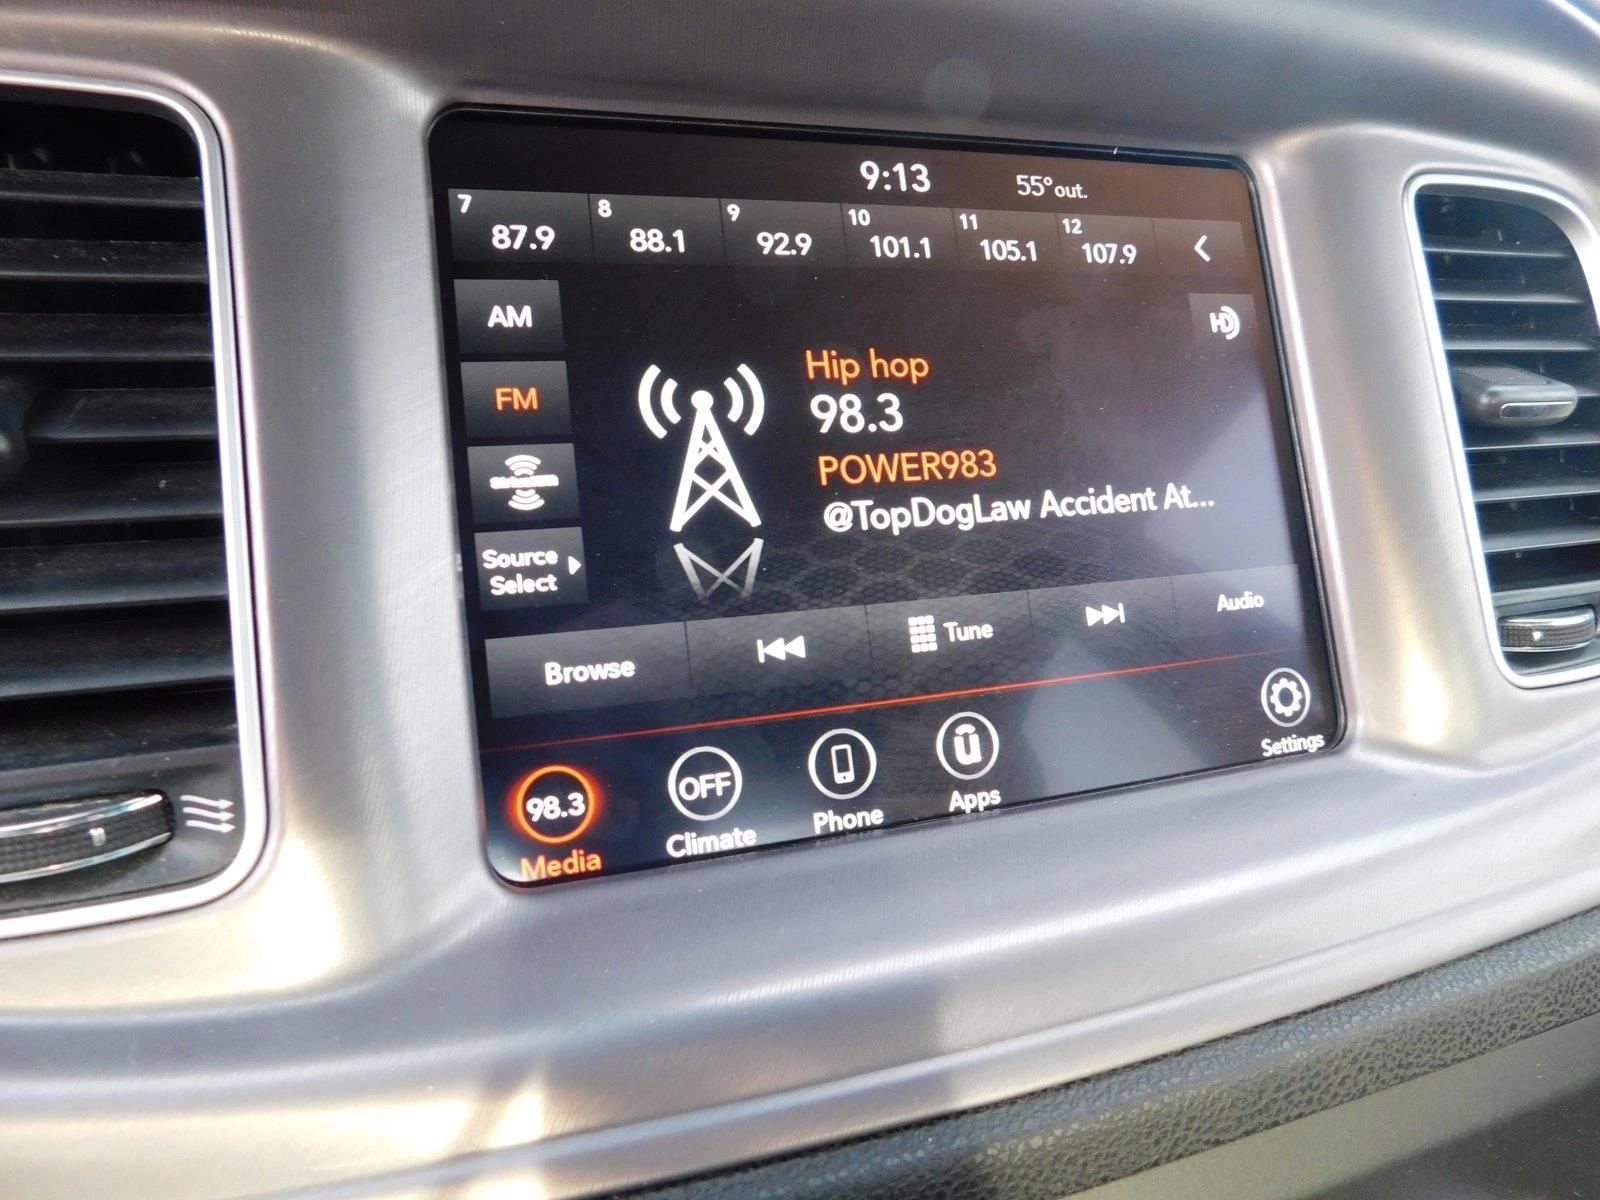 9:13 55° out.
7 87.9 8 88.1 9 92.9 10 101.1 11 105.1 12 107.9
AM
HD
FM
Hip hop
98.3
POWER983
@TopDogLaw Accident At...
SiriusXM
Source
Select
Browse Tune Audio
98.3 OFF
Media Climate Phone Apps Settings